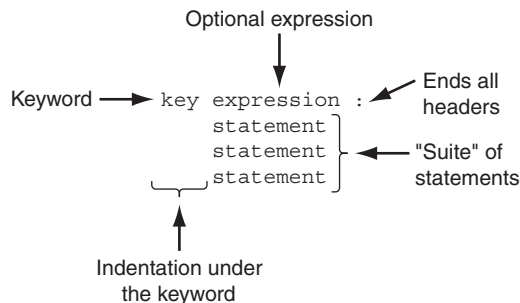 Optional expression
Keyword
key expression :
Ends all
headers
statement
statement
statement
"Suite" of
statements
Indentation under
the keyword